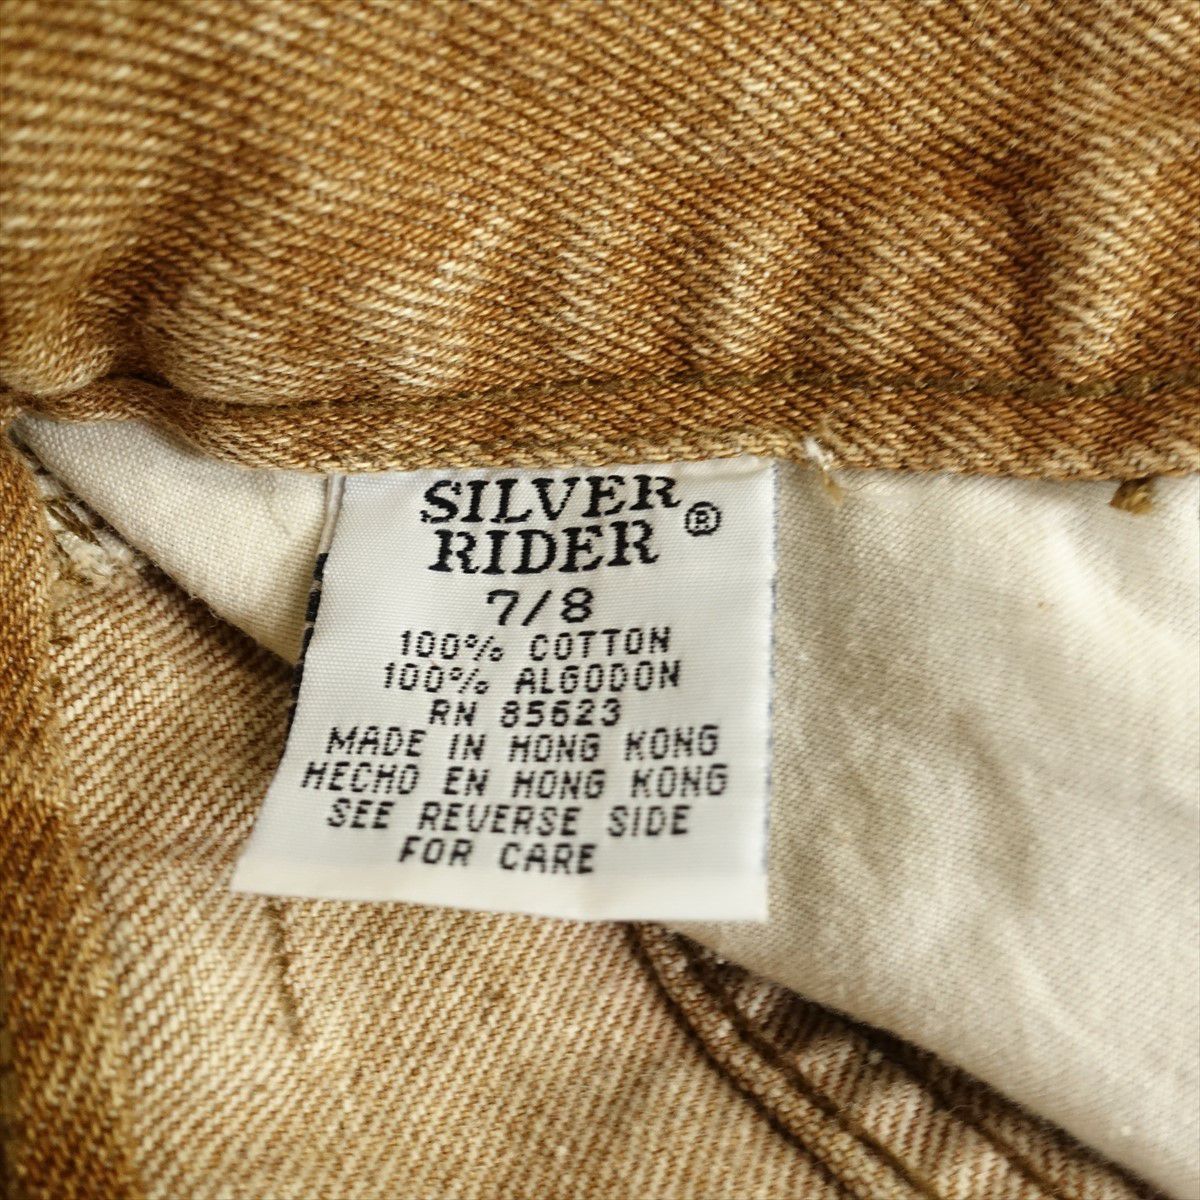 SILVER
RIDER ®
7/8
100% COTTON
100% ALGODON
RN 85623
MADE IN HONG KONG
HECHO EN HONG KONG
SEE REVERSE SIDE
FOR CARE